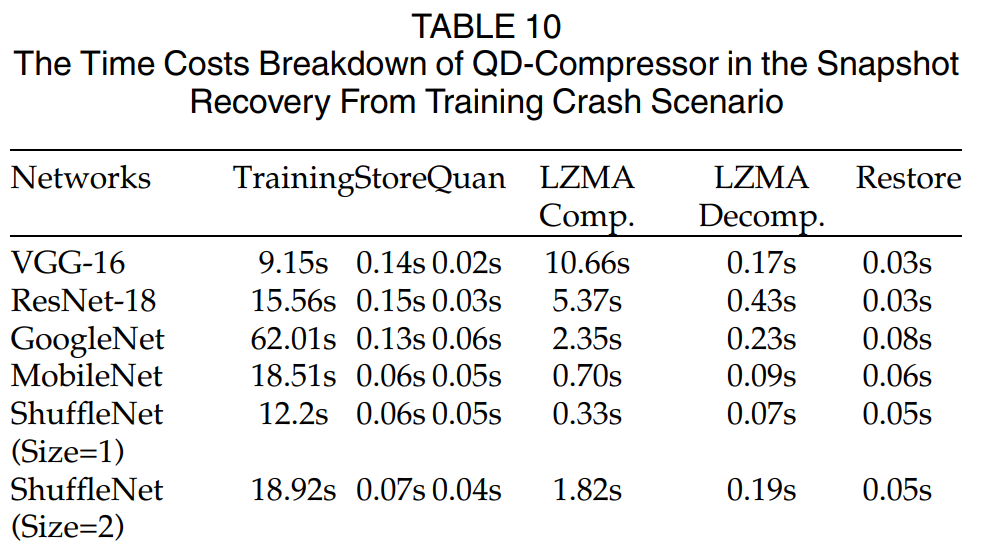 TABLE 10
The Time Costs Breakdown of QD-Compressor in the Snapshot
Recovery From Training Crash Scenario
Networks TrainingStoreQuan LZMA LZMA Restore
Comp. Decomp.
VGG-16 9.15s 0.14s 0.02s 10.66s 0.17s 0.03s
ResNet-18 15.56s 0.15s 0.03s 5.37s 0.43s 0.03s
GoogleNet 62.01s 0.13s 0.06s 2.35s 0.23s 0.08s
MobileNet 18.51s 0.06s 0.05s 0.70s 0.09s 0.06s
ShuffleNet 12.2s 0.06s 0.05s 0.33s 0.07s 0.05s
(Size=1)
ShuffleNet 18.92s 0.07s 0.04s 1.82s 0.19s 0.05s
(Size=2)